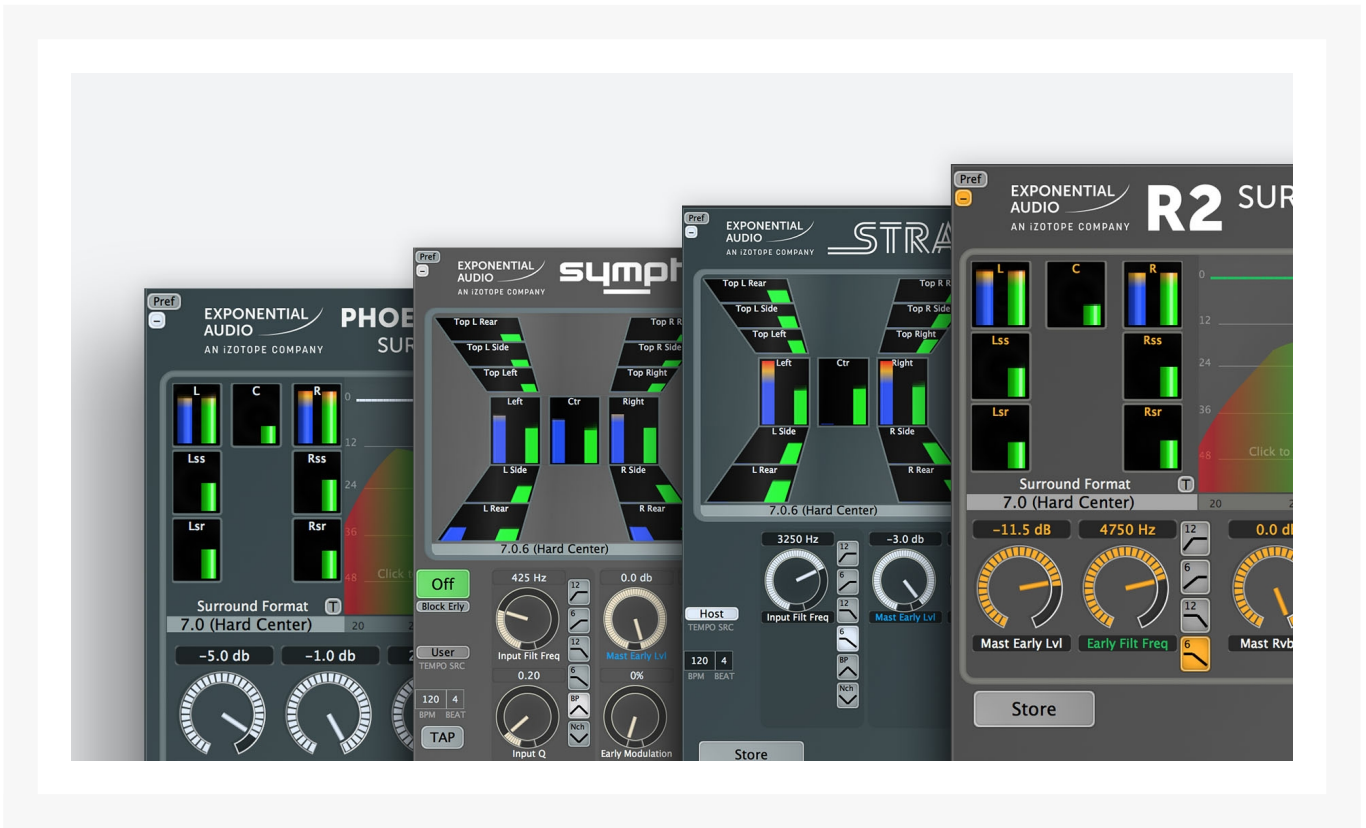 Pref
EXPONENTIAL
AUDIO
AN iZOTOPE COMPANY
PHOE
SUR
L
C
R
Lss
Rss
Lsr
Rsr
0
12
24
36
48
Click t
Surround Format
T
7.0 (Hard Center)
20
2
-5.0 db
-1.0 db
2
Pref
EXPONENTIAL
AUDIO
AN iZOTOPE COMPANY
symph
Top L Rear
Top R R
Top L Side
Top R Side
Top Left
Top Right
Left
Ctr
Right
L Side
R Side
L Rear
R Rear
7.0.6 (Hard Center)
Off
Block Erly
User
TEMPO SRC
120 4
BPM BEAT
TAP
425 Hz
0.0 db
Input Filt Freq
Mast Early Lvl
0.20
0%
Input Q
Early Modulation
12
6
12
6
BP
Nch
Pref
EXPONENTIAL
AUDIO
AN iZOTOPE COMPANY
STRA
Top L Rear
Top R R
Top L Side
Top R Side
Top Left
Top Right
Left
Ctr
Right
L Side
R Side
L Rear
R Rear
7.0.6 (Hard Center)
3250 Hz
-3.0 db
Input Filt Freq
Mast Early Lvl
12
6
12
6
BP
Nch
Host
TEMPO SRC
120 4
BPM BEAT
Store
Pref
EXPONENTIAL
AUDIO
AN iZOTOPE COMPANY
R2 SUR
L
C
R
Lss
Rss
Lsr
Rsr
0
12
24
36
48
Click to
Surround Format
T
7.0 (Hard Center)
20
2
-11.5 dB
4750 Hz
0.0 d
12
6
12
6
Mast Early Lvl
Early Filt Freq
Mast Rvb
Store